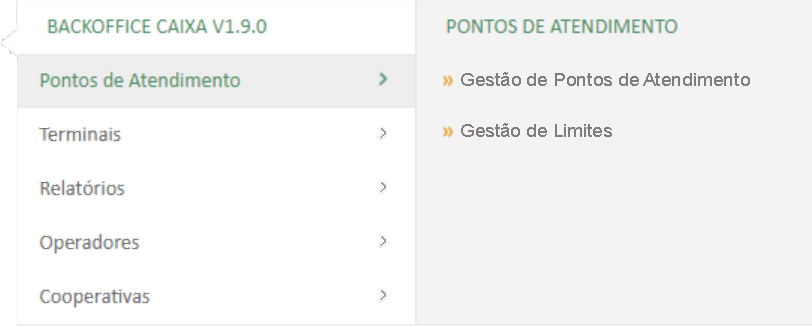 BACKOFFICE CAIXA V1.9.0
Pontos de Atendimento
Terminais
Relatórios
Operadores
Cooperativas
PONTOS DE ATENDIMENTO
» Gestão de Pontos de Atendimento
» Gestão de Limites